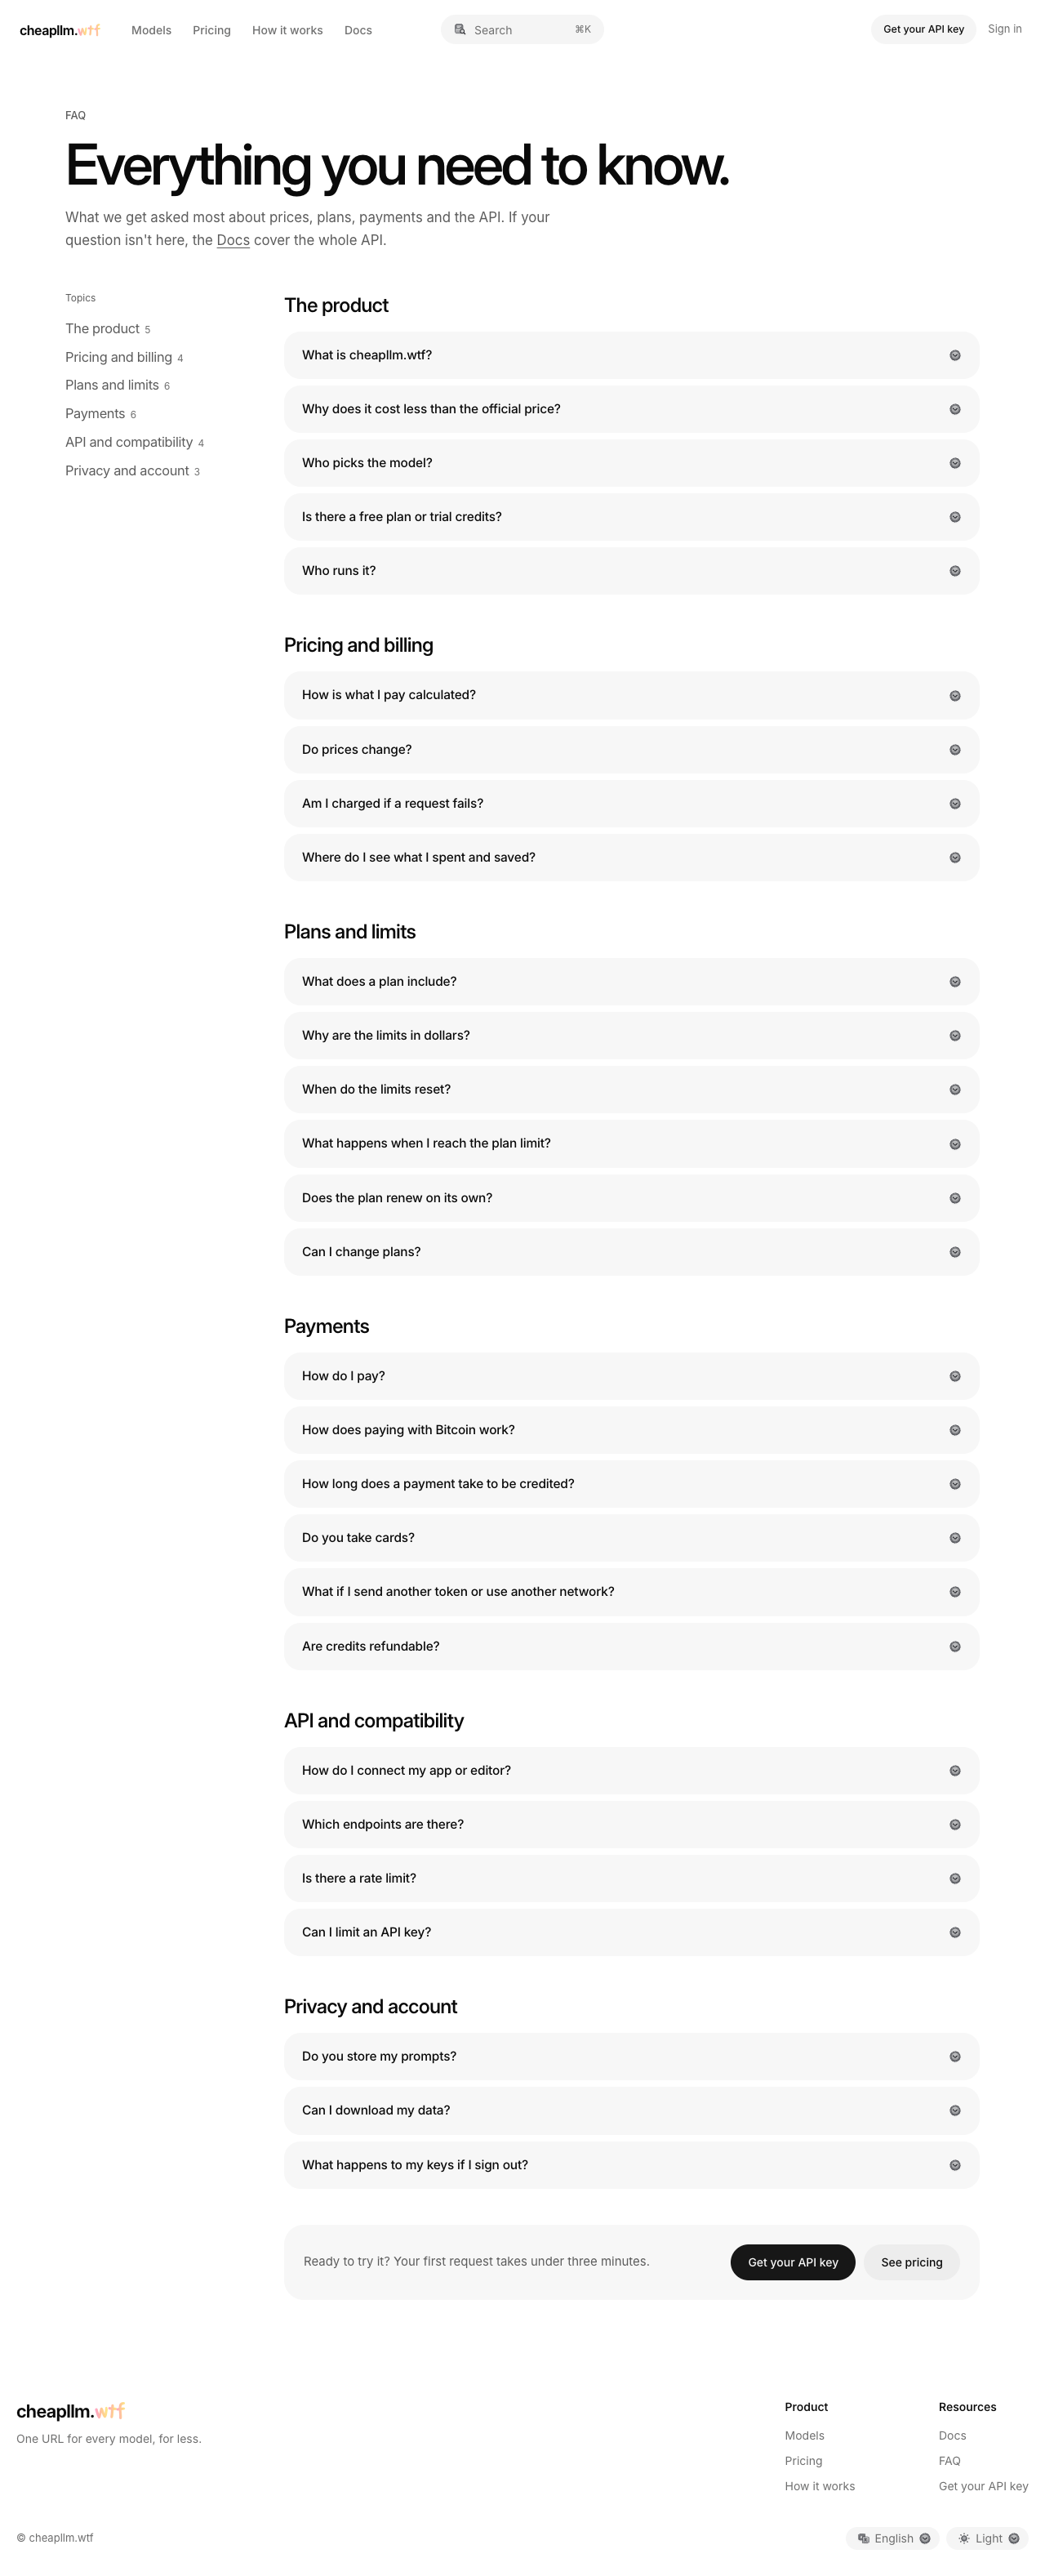 cheapllm.wtf
Models
Pricing
How it works
Docs
Search
⌘K
Get your API key
Sign in
FAQ
Everything you need to know.
What we get asked most about prices, plans, payments and the API. If your
question isn't here, the Docs cover the whole API.
Topics
The product 5
Pricing and billing 4
Plans and limits 6
Payments 6
API and compatibility 4
Privacy and account 3
The product
What is cheapllm.wtf?
Why does it cost less than the official price?
Who picks the model?
Is there a free plan or trial credits?
Who runs it?
Pricing and billing
How is what I pay calculated?
Do prices change?
Am I charged if a request fails?
Where do I see what I spent and saved?
Plans and limits
What does a plan include?
Why are the limits in dollars?
When do the limits reset?
What happens when I reach the plan limit?
Does the plan renew on its own?
Can I change plans?
Payments
How do I pay?
How does paying with Bitcoin work?
How long does a payment take to be credited?
Do you take cards?
What if I send another token or use another network?
Are credits refundable?
API and compatibility
How do I connect my app or editor?
Which endpoints are there?
Is there a rate limit?
Can I limit an API key?
Privacy and account
Do you store my prompts?
Can I download my data?
What happens to my keys if I sign out?
Ready to try it? Your first request takes under three minutes.
Get your API key
See pricing
cheapllm.wtf
One URL for every model, for less.
Product
Models
Pricing
How it works
Resources
Docs
FAQ
Get your API key
© cheapllm.wtf
English
Light